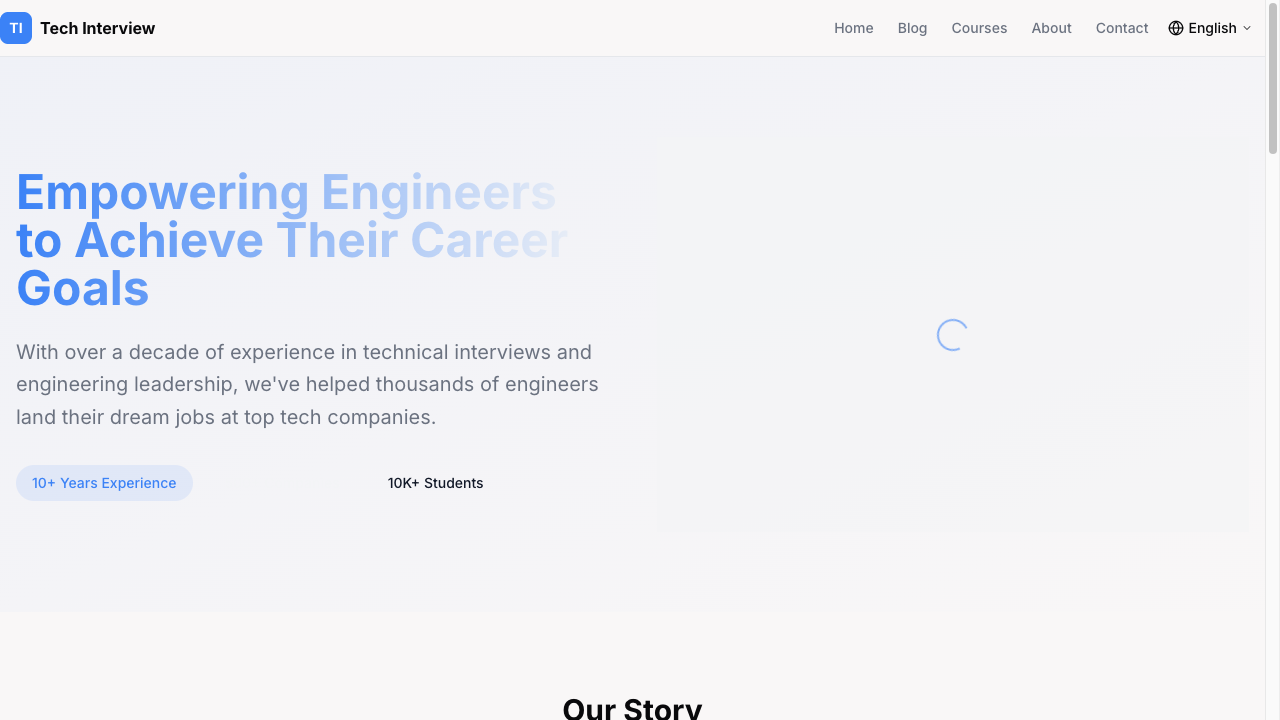 TI
Tech Interview
Home
Blog
Courses
About
Contact
English
Empowering Engineers
to Achieve Their Career
Goals
With over a decade of experience in technical interviews and
engineering leadership, we've helped thousands of engineers
land their dream jobs at top tech companies.
10+ Years Experience
10K+ Students
Our Story